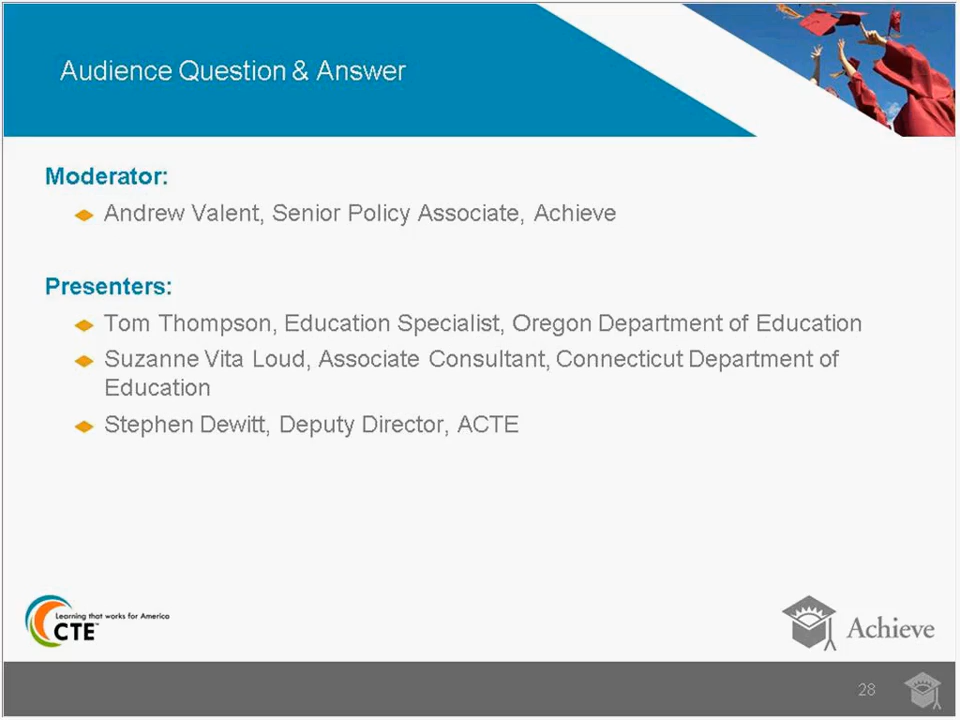 Audience Question & Answer
Moderator:
Andrew Valent, Senior Policy Associate, Achieve
Presenters:
Tom Thompson, Education Specialist, Oregon Department of Education
Suzanne Vita Loud, Associate Consultant, Connecticut Department of
Education
Stephen Dewitt, Deputy Director, ACTE
Learning that works for America
CTE™
Achieve
28